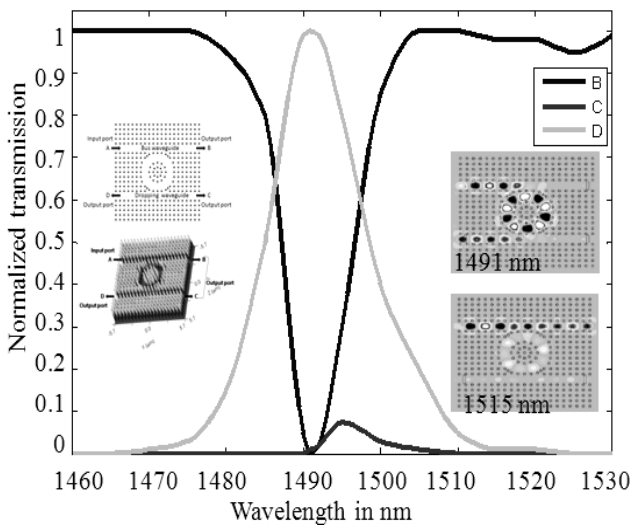 Normalized transmission
1
0.9
0.8
0.7
0.6
0.5
0.4
0.3
0.2
0.1
0
1460 1470 1480 1490 1500 1510 1520 1530
Wavelength in nm
B
C
D
Input port Output port
A Bus waveguide B
D Dropping waveguide C
Output port Output port
Input port
A B
Output port
D C
Output port
1491 nm
1515 nm